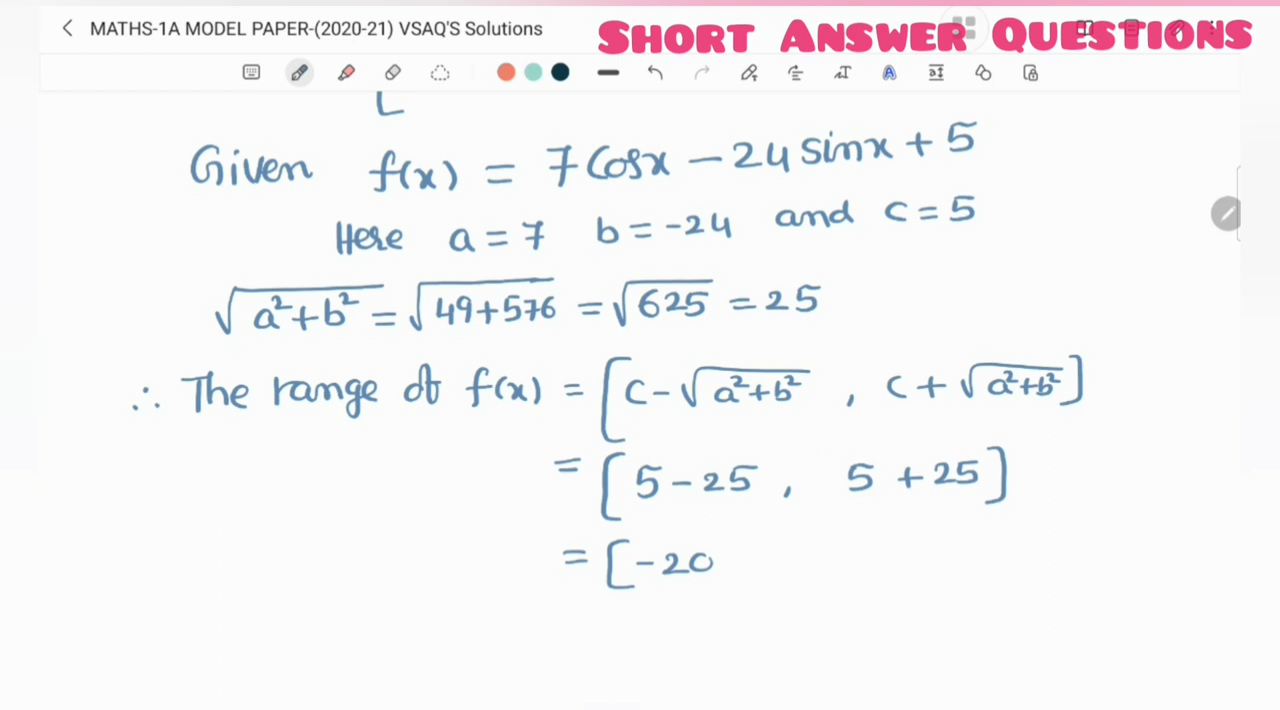 MATHS-1A MODEL PAPER-(2020-21) VSAQ'S Solutions
SHORT ANSWER QUESTIONS
Given f(x) = 7 Cosx - 24 sinx + 5
Here a = 7 b = -24 and c = 5
√(a²+b²) = √(49+576) = √625 = 25
∴ The range of f(x) = [c - √(a²+b²) , c + √(a²+b²)]
= [5 - 25 , 5 + 25]
= [-20